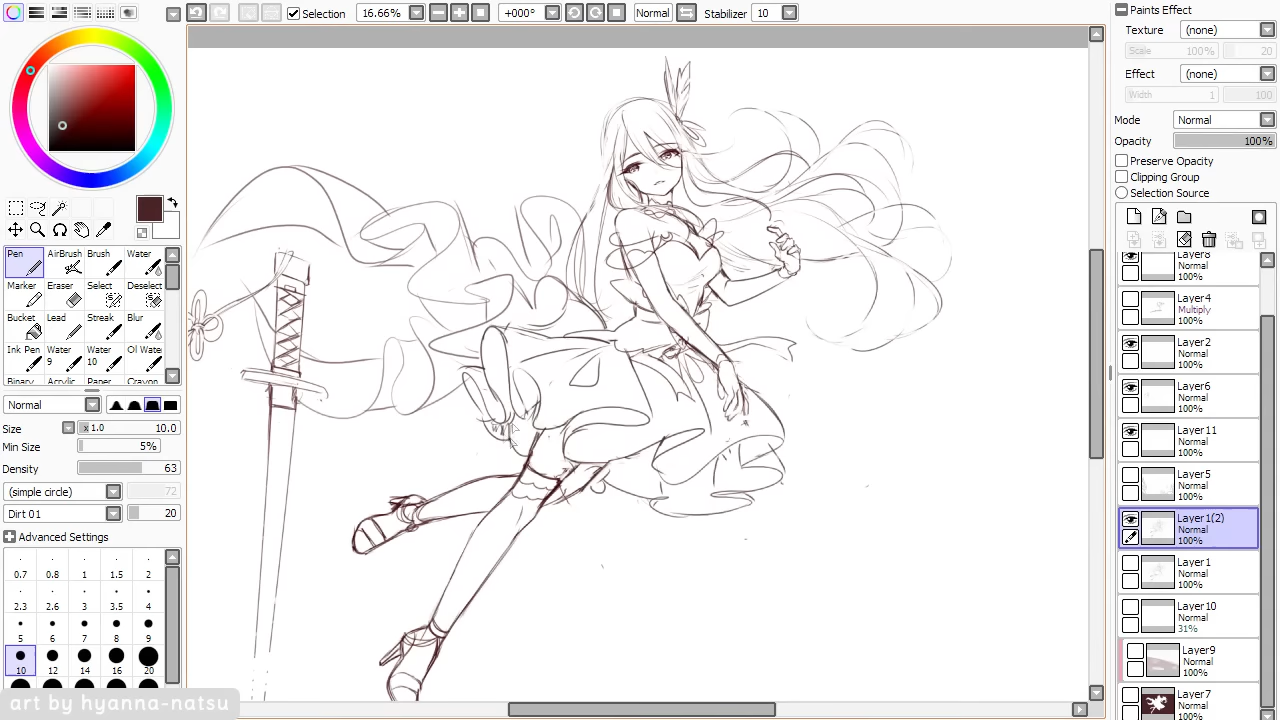 Selection 16.66% +000° Normal Stabilizer 10
Pen AirBrush Brush Water
Marker Eraser Select Deselect
Bucket Lead Streak Blur
Ink Pen Water 9 Water 10 Oil Wate
Binary Acrylic Paper Crayon
Normal
Size x 1.0 10.0
Min Size 5%
Density 63
(simple circle) 72
Dirt 01 20
Advanced Settings
0.7 0.8 1 1.5 2
2.3 2.6 3 3.5 4
5 6 7 8 9
10 12 14 16 20
art by hyanna-natsu
Paints Effect
Texture (none)
Scale 100% 20
Effect (none)
Width 1 100
Mode Normal
Opacity 100%
Preserve Opacity
Clipping Group
Selection Source
Layer8
Normal
100%
Layer4
Multiply
100%
Layer2
Normal
100%
Layer6
Normal
100%
Layer11
Normal
100%
Layer5
Normal
100%
Layer1(2)
Normal
100%
Layer1
Normal
100%
Layer10
Normal
31%
Layer9
Normal
100%
Layer7
Normal
100%